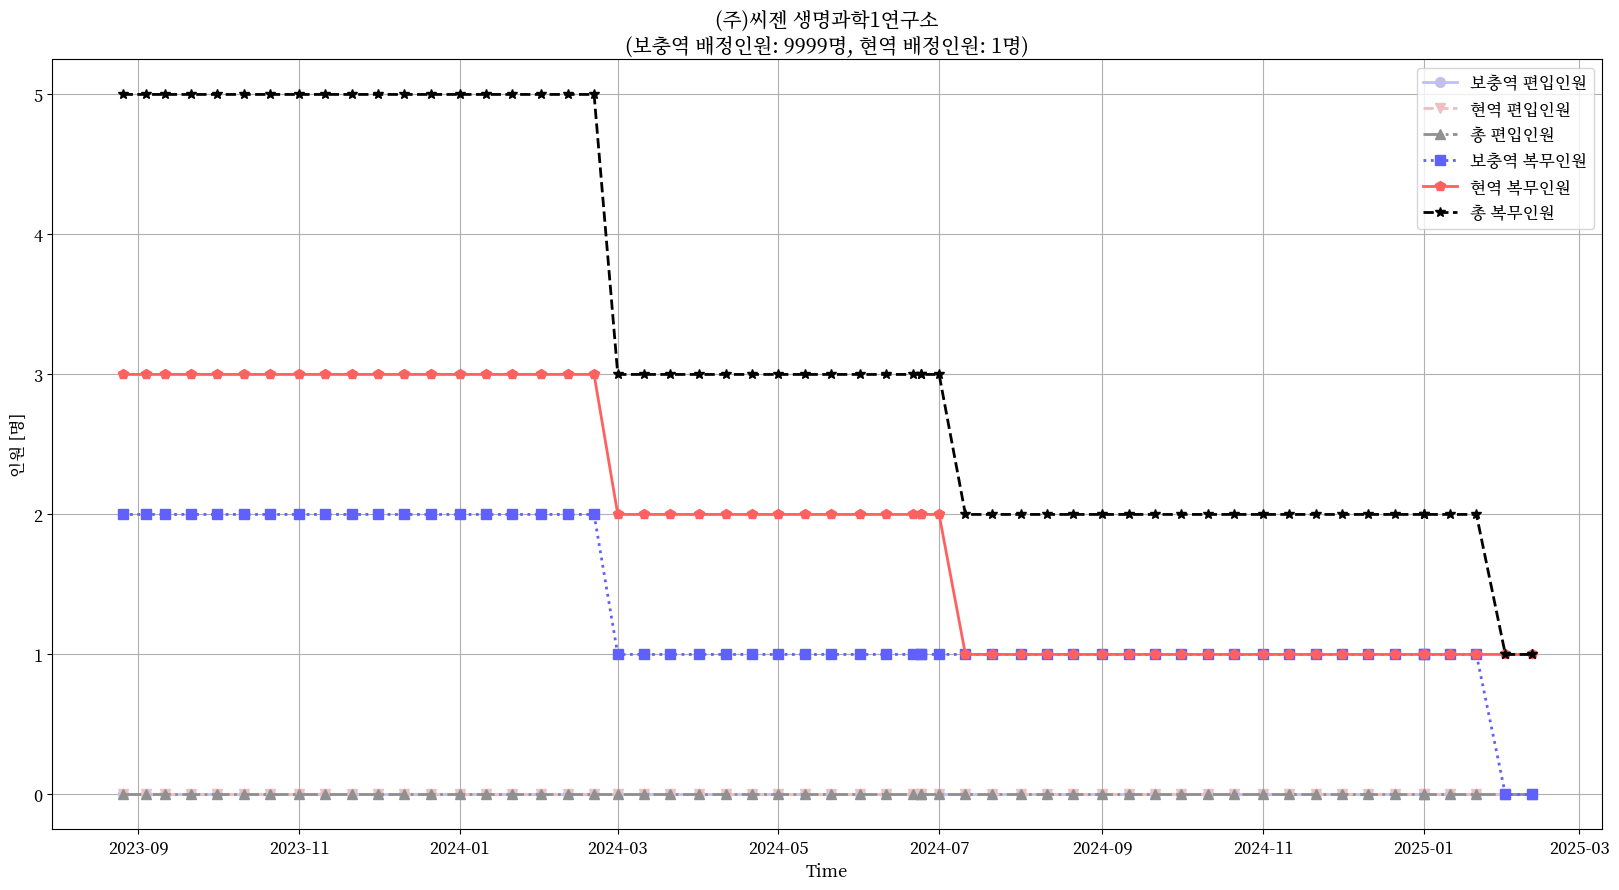 (주)씨젠 생명과학1연구소
(보충역 배정인원: 9999명, 현역 배정인원: 1명)
보충역 편입인원
현역 편입인원
총 편입인원
보충역 복무인원
현역 복무인원
총 복무인원
인원 [명]
5
4
3
2
1
0
2023-09
2023-11
2024-01
2024-03
2024-05
2024-07
2024-09
2024-11
2025-01
2025-03
Time